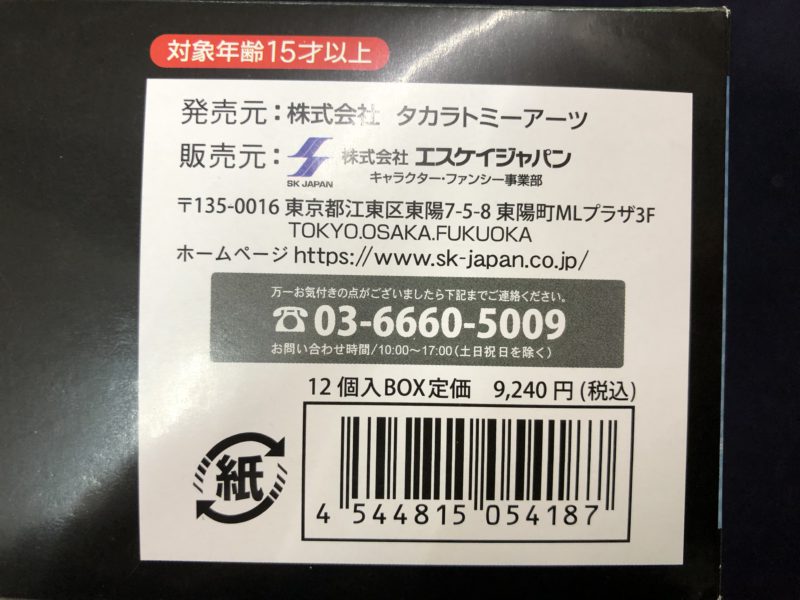 対象年齢15才以上
発売元：株式会社 タカラトミーアーツ
販売元： SK JAPAN 株式会社 エスケイジャパン
キャラクター・ファンシー事業部
〒135-0016 東京都江東区東陽7-5-8 東陽町MLプラザ3F
TOKYO.OSAKA.FUKUOKA
ホームページ https://www.sk-japan.co.jp/
万一お気付きの点がございましたら下記までご連絡ください。
☎03-6660-5009
お問い合わせ時間/10:00〜17:00（土日祝日を除く）
12個入BOX定価 9,240円(税込)
紙
4 544815 054187